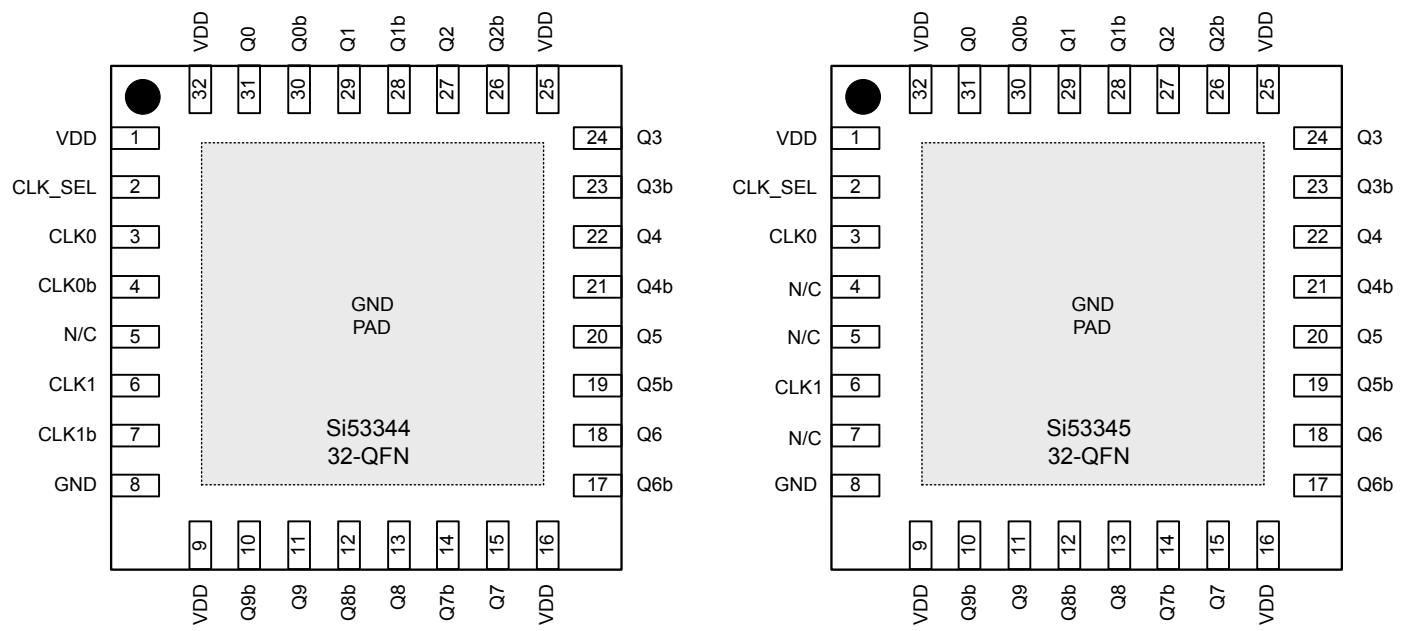 VDD
Q0
Q0b
Q1
Q1b
Q2
Q2b
VDD
32
31
30
29
28
27
26
25
VDD 1
CLK_SEL 2
CLK0 3
CLK0b 4
N/C 5
CLK1 6
CLK1b 7
GND 8
24 Q3
23 Q3b
22 Q4
21 Q4b
20 Q5
19 Q5b
18 Q6
17 Q6b
GND
PAD
Si53344
32-QFN
9
10
11
12
13
14
15
16
VDD
Q9b
Q9
Q8b
Q8
Q7b
Q7
VDD
VDD
Q0
Q0b
Q1
Q1b
Q2
Q2b
VDD
32
31
30
29
28
27
26
25
VDD 1
CLK_SEL 2
CLK0 3
N/C 4
N/C 5
CLK1 6
N/C 7
GND 8
24 Q3
23 Q3b
22 Q4
21 Q4b
20 Q5
19 Q5b
18 Q6
17 Q6b
GND
PAD
Si53345
32-QFN
9
10
11
12
13
14
15
16
VDD
Q9b
Q9
Q8b
Q8
Q7b
Q7
VDD